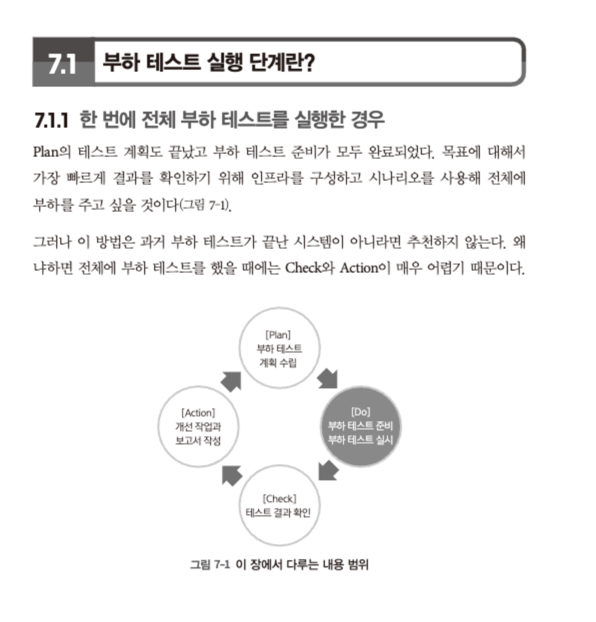 7.1 부하 테스트 실행 단계란?
7.1.1 한 번에 전체 부하 테스트를 실행한 경우
Plan의 테스트 계획도 끝났고 부하 테스트 준비가 모두 완료되었다. 목표에 대해서
가장 빠르게 결과를 확인하기 위해 인프라를 구성하고 시나리오를 사용해 전체에
부하를 주고 싶을 것이다(그림 7-1).
그러나 이 방법은 과거 부하 테스트가 끝난 시스템이 아니라면 추천하지 않는다. 왜
냐하면 전체에 부하 테스트를 했을 때에는 Check와 Action이 매우 어렵기 때문이다.
[Plan]
부하 테스트
계획 수립
[Do]
부하 테스트 준비
부하 테스트 실시
[Check]
테스트 결과 확인
[Action]
개선 작업과
보고서 작성
그림 7-1 이 장에서 다루는 내용 범위